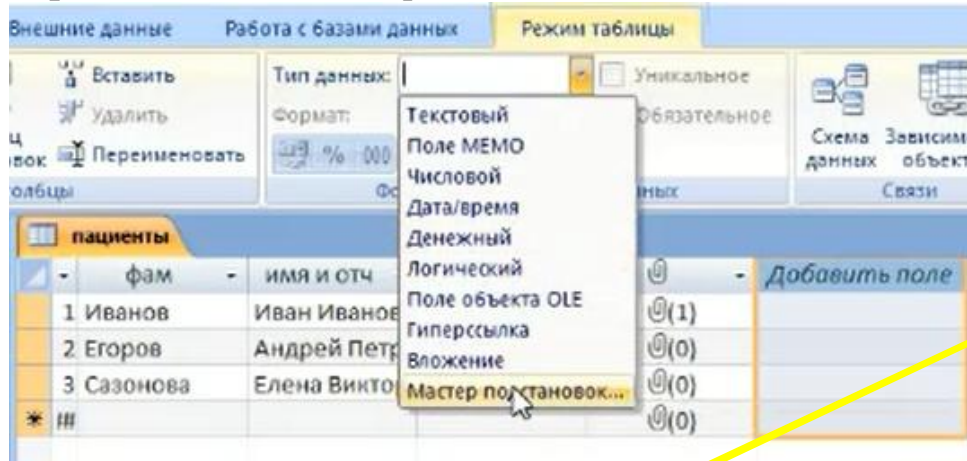 Внешние данные Работа с базами данных Режим таблицы
Вставить Тип данных: Уникальное
Удалить Формат: Обязательное
Переименовать % 000
Схема данных Зависим объект
Связи
Текстовый
Поле МЕМО
Числовой
Дата/время
Денежный
Логический
Поле объекта OLE
Гиперссылка
Вложение
Мастер подстановок...
пациенты
фам имя и отч Добавить поле
1 Иванов Иван Иванов (1)
2 Егоров Андрей Петр (0)
3 Сазонова Елена Викто (0)
* (0)